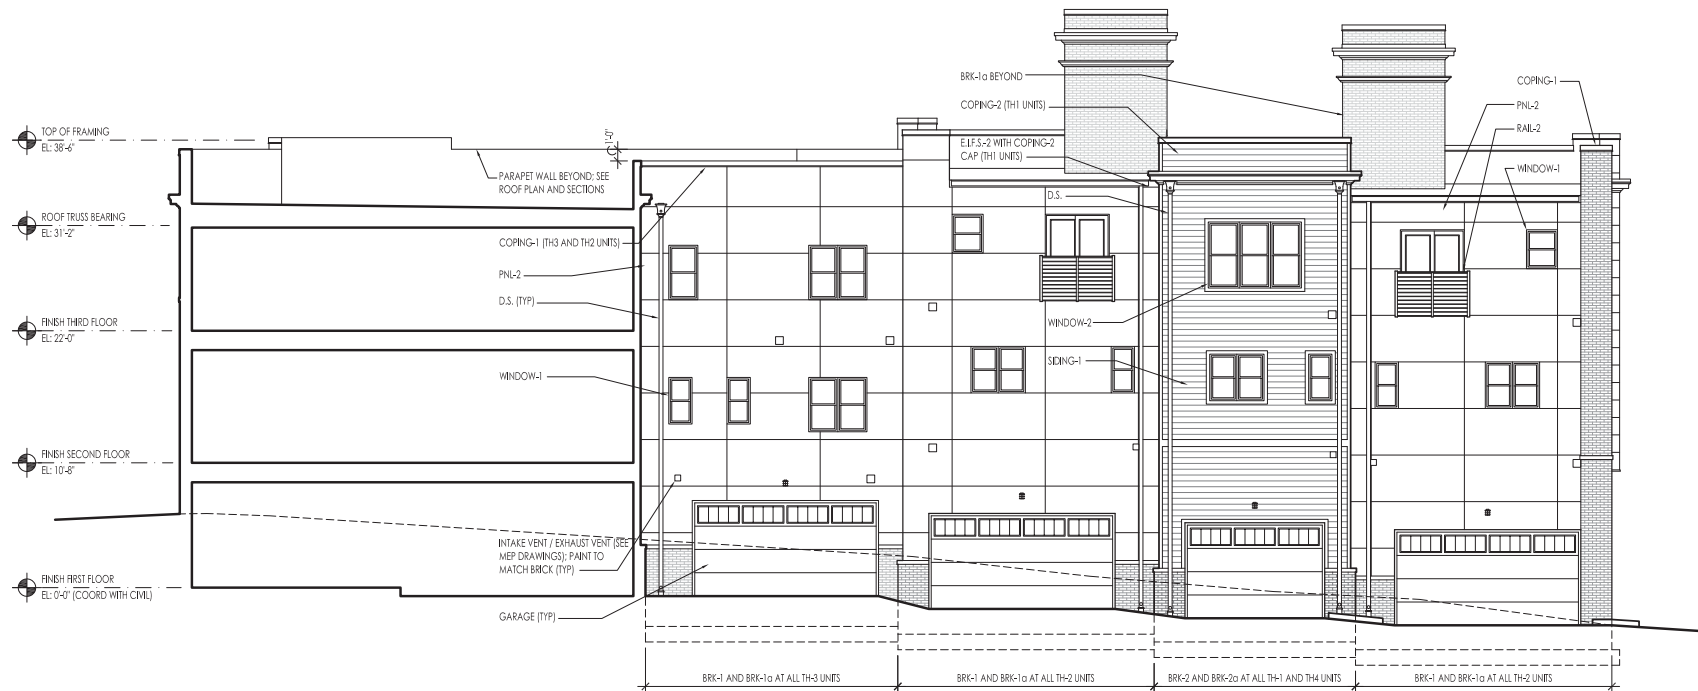 TOP OF FRAMING
EL: 38'-6"
ROOF TRUSS BEARING
EL: 31'-2"
FINISH THIRD FLOOR
EL: 22'-0"
FINISH SECOND FLOOR
EL: 10'-8"
FINISH FIRST FLOOR
EL: 0'-0" (COORD WITH CIVIL)
1'-0"
PARAPET WALL BEYOND; SEE
ROOF PLAN AND SECTIONS
COPING-1 (TH3 AND TH2 UNITS)
PNL-2
D.S. (TYP)
WINDOW-1
INTAKE VENT / EXHAUST VENT (SEE
MEP DRAWINGS); PAINT TO
MATCH BRICK (TYP)
GARAGE (TYP)
BRK-1a BEYOND
COPING-2 (TH1 UNITS)
E.I.F.S.-2 WITH COPING-2
CAP (TH1 UNITS)
D.S.
WINDOW-2
SIDING-1
COPING-1
PNL-2
RAIL-2
WINDOW-1
BRK-1 AND BRK-1a AT ALL TH-3 UNITS
BRK-1 AND BRK-1a AT ALL TH-2 UNITS
BRK-2 AND BRK-2a AT ALL TH-1 AND TH4 UNITS
BRK-1 AND BRK-1a AT ALL TH-2 UNITS